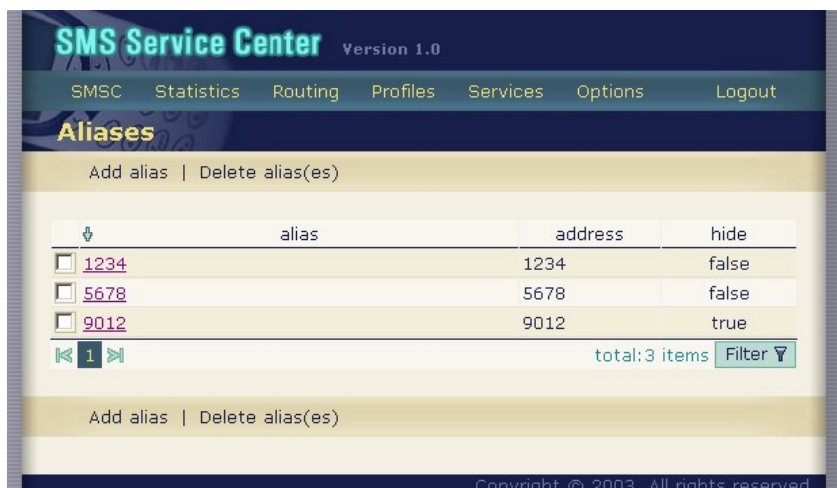 SMS Service Center Version 1.0
SMSC Statistics Routing Profiles Services Options Logout
Aliases
Add alias | Delete alias(es)
alias address hide
1234 1234 false
5678 5678 false
9012 9012 true
1 total:3 items Filter
Add alias | Delete alias(es)
Copyright © 2003. All rights reserved